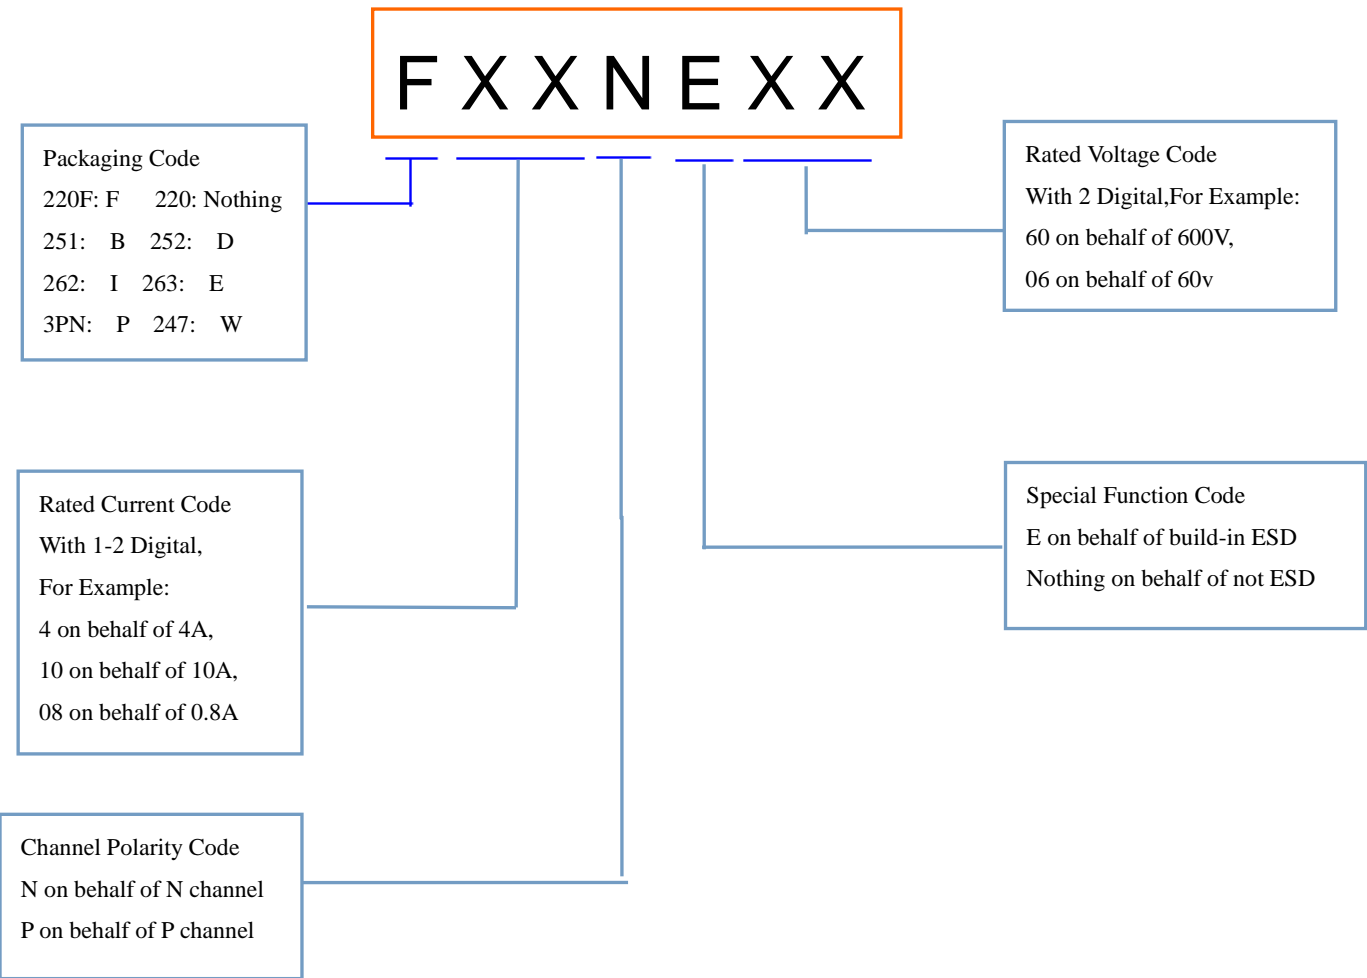 F X X N E X X
Packaging Code
220F: F 220: Nothing
251: B 252: D
262: I 263: E
3PN: P 247: W
Rated Voltage Code
With 2 Digital,For Example:
60 on behalf of 600V,
06 on behalf of 60v
Rated Current Code
With 1-2 Digital,
For Example:
4 on behalf of 4A,
10 on behalf of 10A,
08 on behalf of 0.8A
Special Function Code
E on behalf of build-in ESD
Nothing on behalf of not ESD
Channel Polarity Code
N on behalf of N channel
P on behalf of P channel